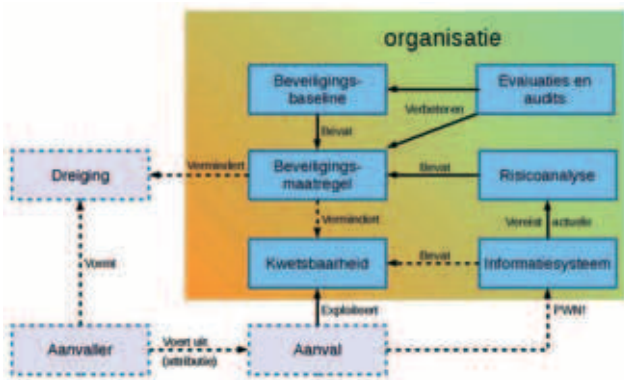 organisatie
Beveiligings-
baseline
Evaluaties en
audits
Verbeteren
Bevat
Dreiging
Vermindert
Beveiligings-
maatregel
Bevat
Risicoanalyse
Vermindert
Vereist actuele
Vormt
Kwetsbaarheid
Bevat
Informatiesysteem
Exploiteert
PWN!
Aanvaller
Voert uit
(attributie)
Aanval